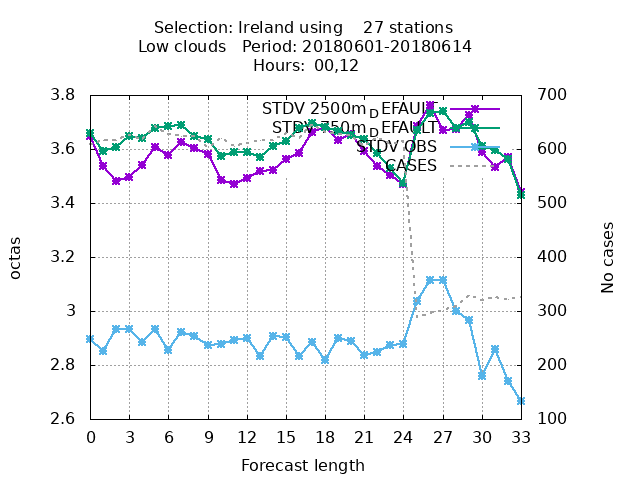 Selection: Ireland using 27 stations
Low clouds Period: 20180601-20180614
Hours: 00,12
3.8
3.6
3.4
3.2
3
2.8
2.6
octas
700
600
500
400
300
200
100
No cases
STDV 2500m_DEFAULT
STDV 750m_DEFAULT
STDV OBS
CASES
0 3 6 9 12 15 18 21 24 27 30 33
Forecast length